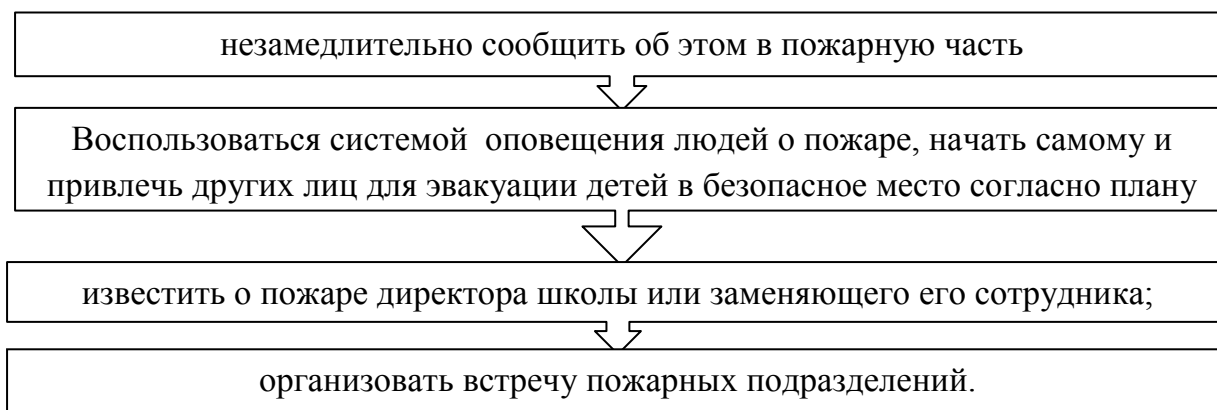 незамедлительно сообщить об этом в пожарную часть
Воспользоваться системой оповещения людей о пожаре, начать самому и
привлечь других лиц для эвакуации детей в безопасное место согласно плану
известить о пожаре директора школы или заменяющего его сотрудника;
организовать встречу пожарных подразделений.